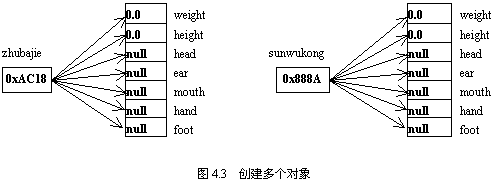 0.0 weight
0.0 height
zhubajie
null head
0xAC18
null ear
null mouth
null hand
null foot
0.0 weight
0.0 height
sunwukong
null head
0x888A
null ear
null mouth
null hand
null foot
图 4.3 创建多个对象